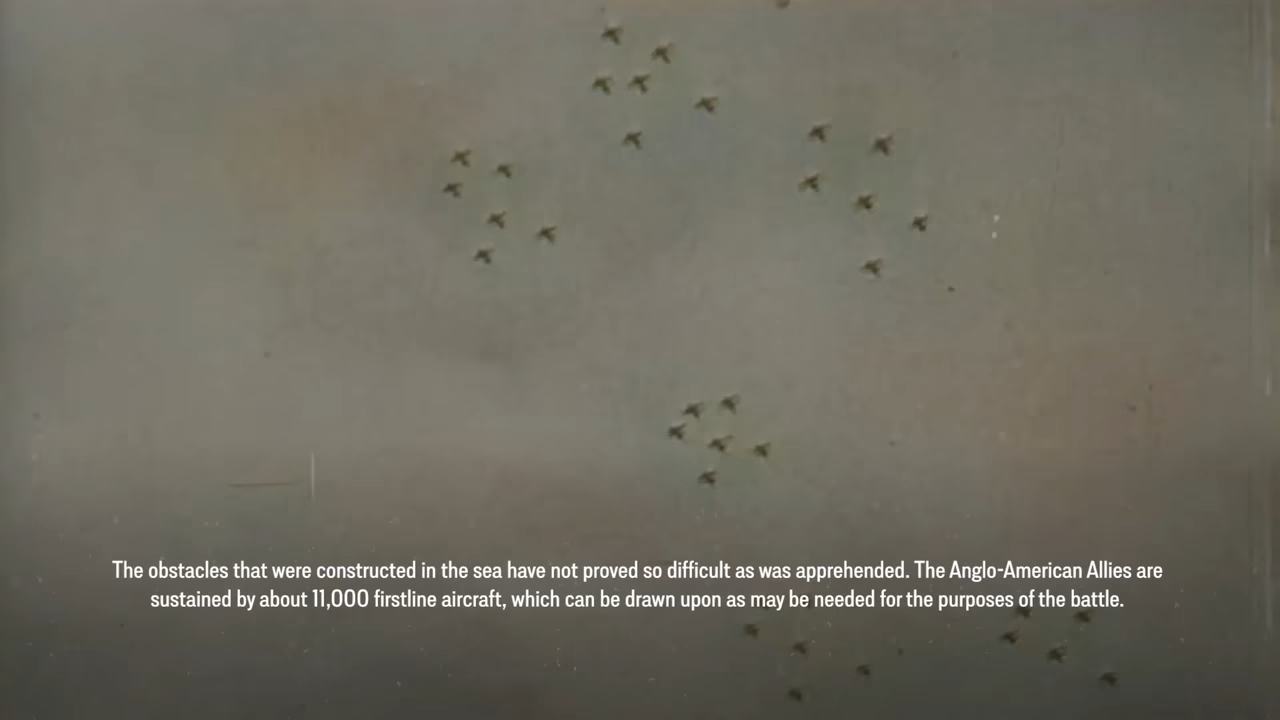 The obstacles that were constructed in the sea have not proved so difficult as was apprehended. The Anglo-American Allies are
sustained by about 11,000 firstline aircraft, which can be drawn upon as may be needed for the purposes of the battle.